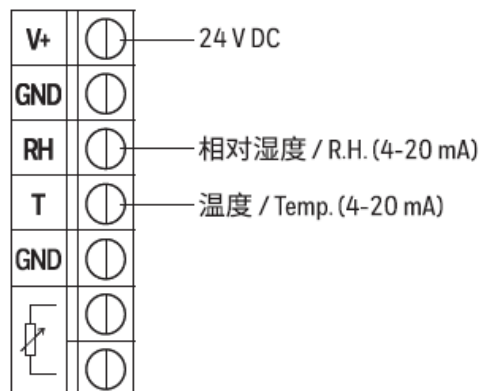 V+ 24 V DC
GND
RH 相对湿度 / R.H. (4-20 mA)
T 温度 / Temp. (4-20 mA)
GND